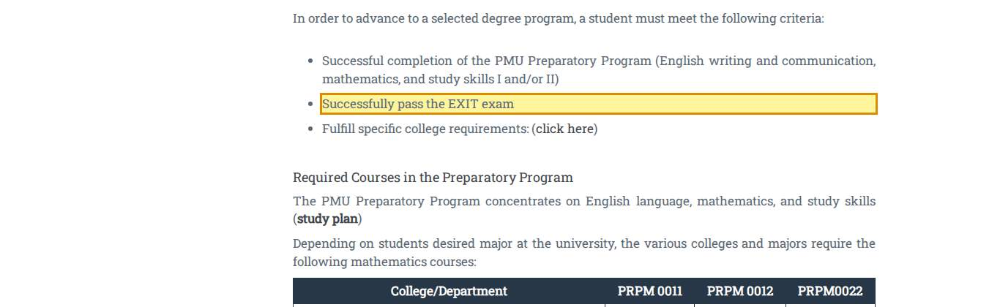 In order to advance to a selected degree program, a student must meet the following criteria:
Successful completion of the PMU Preparatory Program (English writing and communication,
mathematics, and study skills I and/or II)
Successfully pass the EXIT exam
Fulfill specific college requirements: (click here)
Required Courses in the Preparatory Program
The PMU Preparatory Program concentrates on English language, mathematics, and study skills
(study plan)
Depending on students desired major at the university, the various colleges and majors require the
following mathematics courses:
College/Department PRPM 0011 PRPM 0012 PRPM0022